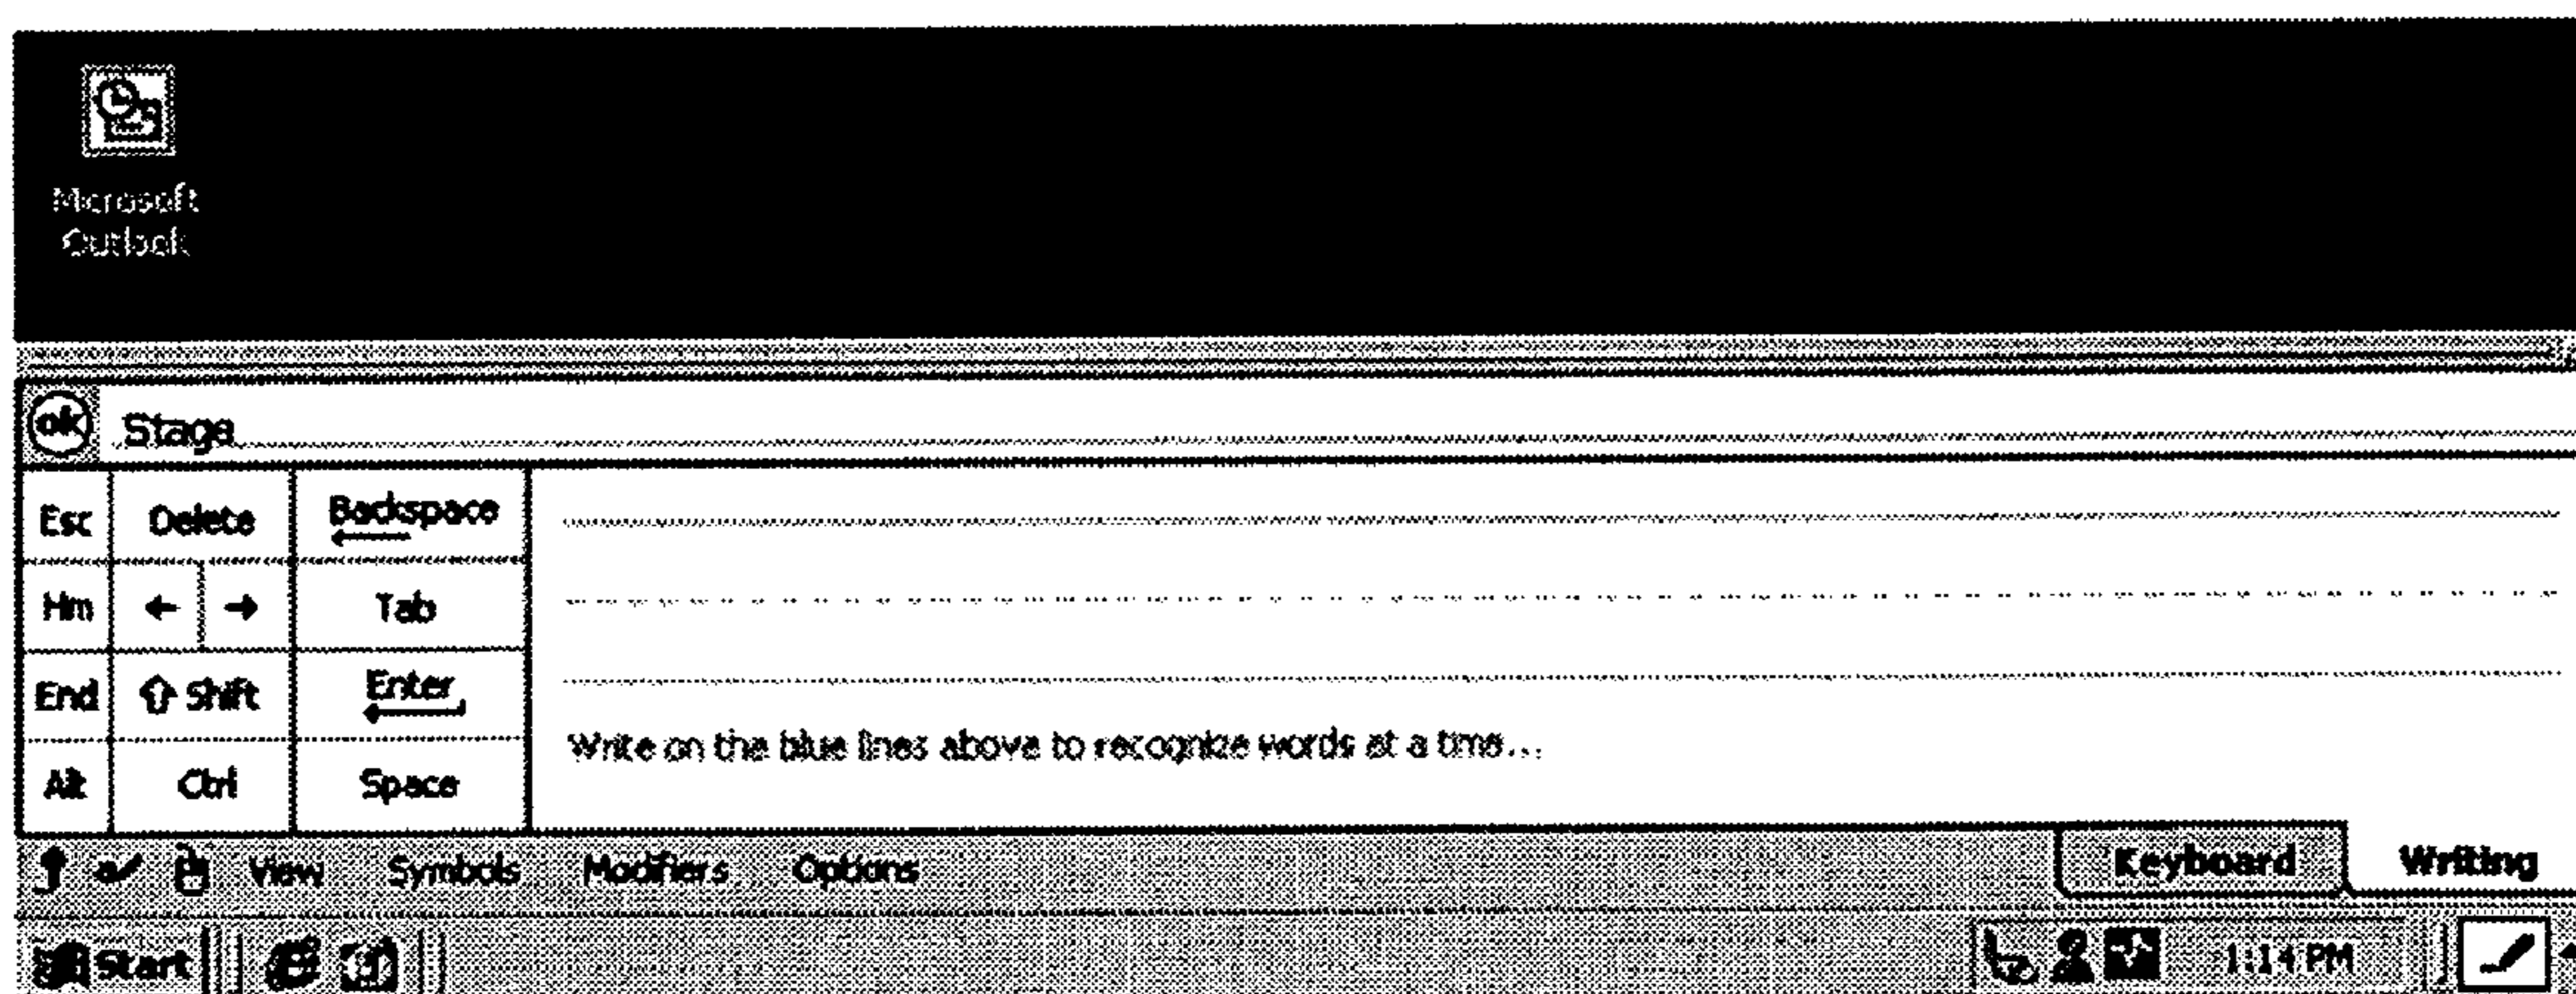 Microsoft
Outlook
ok Stage
Esc Delete Backspace
Hm ← → Tab
End Shift Enter
Alt Ctrl Space
Write on the blue lines above to recognize words at a time...
View Symbols Modifiers Options Keyboard Writing
Start 1:14 PM